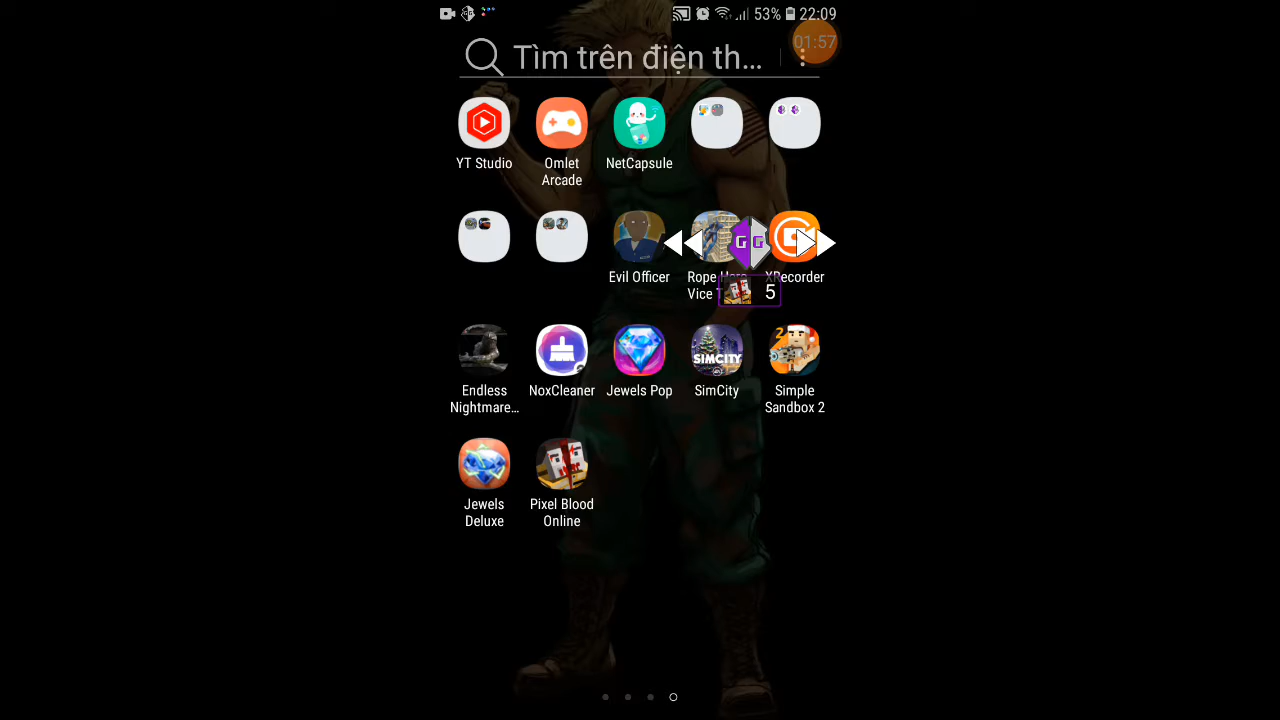 53% 22:09
01:57
Tìm trên điện th...
YT Studio
Omlet
Arcade
NetCapsule
Evil Officer
Rope Hero
Vice T
XRecorder
G G
5
Endless
Nightmare...
NoxCleaner
Jewels Pop
SIMCITY
SimCity
2
Simple
Sandbox 2
Jewels
Deluxe
Pixel Blood
Online